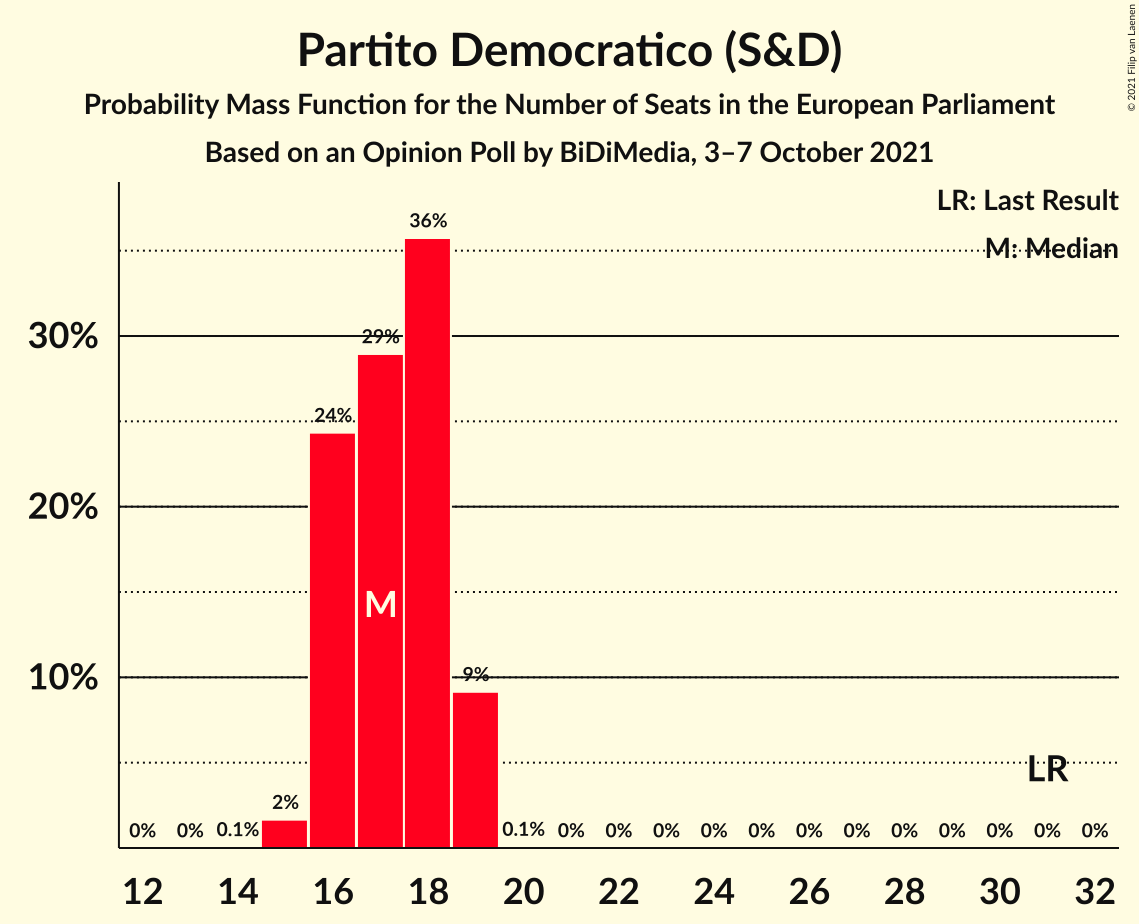 Partito Democratico (S&D)
Probability Mass Function for the Number of Seats in the European Parliament
Based on an Opinion Poll by BiDiMedia, 3–7 October 2021
© 2021 Filip van Laenen
LR: Last Result
M: Median
30%
20%
10%
0% 0% 0.1% 2% 24% 29% 36% 9% 0.1% 0% 0% 0% 0% 0% 0% 0% 0% 0% 0% 0% 0%
M
LR
12 14 16 18 20 22 24 26 28 30 32